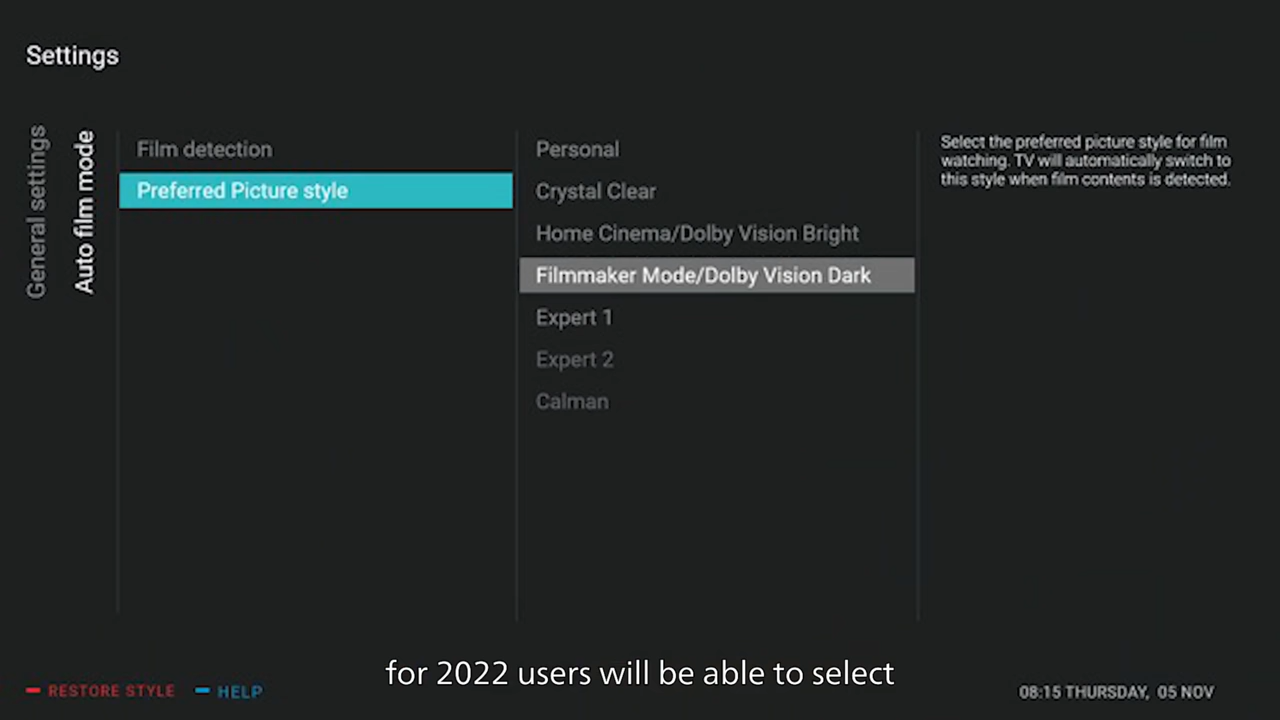 Settings
General settings
Auto film mode
Film detection
Preferred Picture style
Personal
Crystal Clear
Home Cinema/Dolby Vision Bright
Filmmaker Mode/Dolby Vision Dark
Expert 1
Expert 2
Calman
Select the preferred picture style for film
watching. TV will automatically switch to
this style when film contents is detected.
for 2022 users will be able to select
RESTORE STYLE
HELP
08:15 THURSDAY, 05 NOV